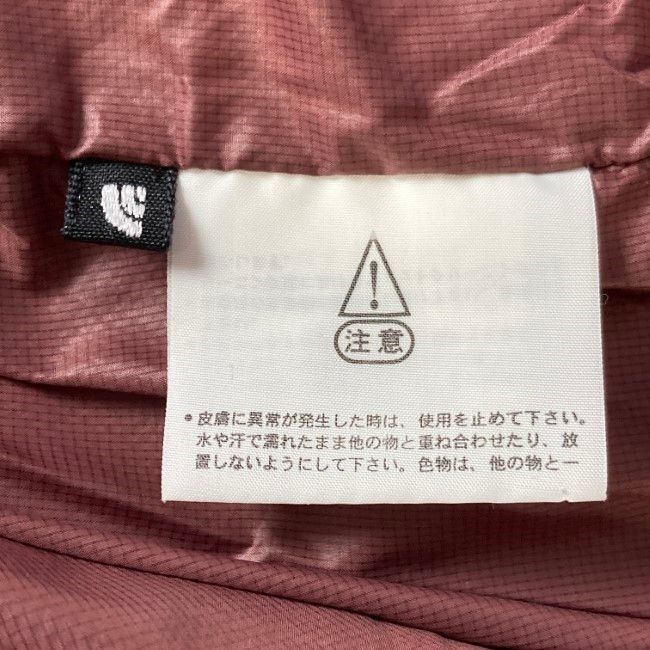 !
注意
•皮膚に異常が発生した時は、使用を止めて下さい。
水や汗で濡れたまま他の物と重ね合わせたり、放
置しないようにして下さい。色物は、他の物と一